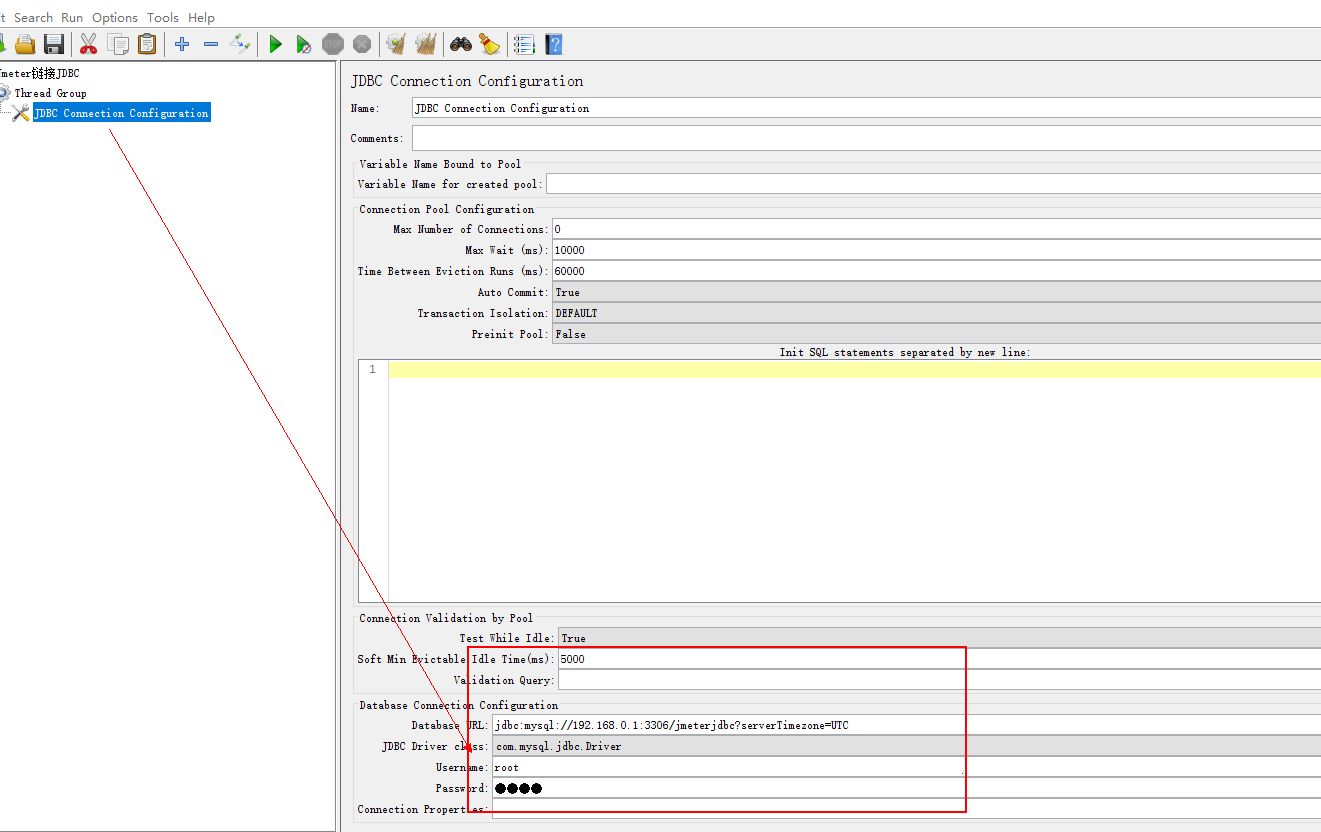 t Search Run Options Tools Help
STOP
meter链接JDBC
Thread Group
JDBC Connection Configuration
JDBC Connection Configuration
Name: JDBC Connection Configuration
Comments:
Variable Name Bound to Pool
Variable Name for created pool:
Connection Pool Configuration
Max Number of Connections: 0
Max Wait (ms): 10000
Time Between Eviction Runs (ms): 60000
Auto Commit: True
Transaction Isolation: DEFAULT
Preinit Pool: False
Init SQL statements separated by new line:
1
Connection Validation by Pool
Test While Idle: True
Soft Min Evictable Idle Time(ms): 5000
Validation Query:
Database Connection Configuration
Database URL: jdbc:mysql://192.168.0.1:3306/jmeterjdbc?serverTimezone=UTC
JDBC Driver class: com.mysql.jdbc.Driver
Username: root
Password: ●●●●
Connection Properties: